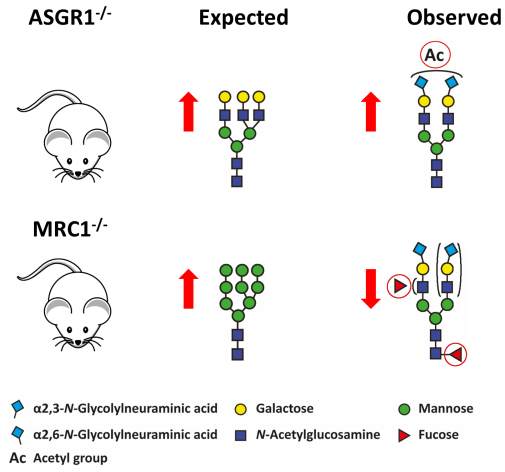 ASGR1-/- Expected Observed
Ac
MRC1-/-
α2,3-N-Glycolylneuraminic acid Galactose Mannose
α2,6-N-Glycolylneuraminic acid N-Acetylglucosamine Fucose
Ac Acetyl group